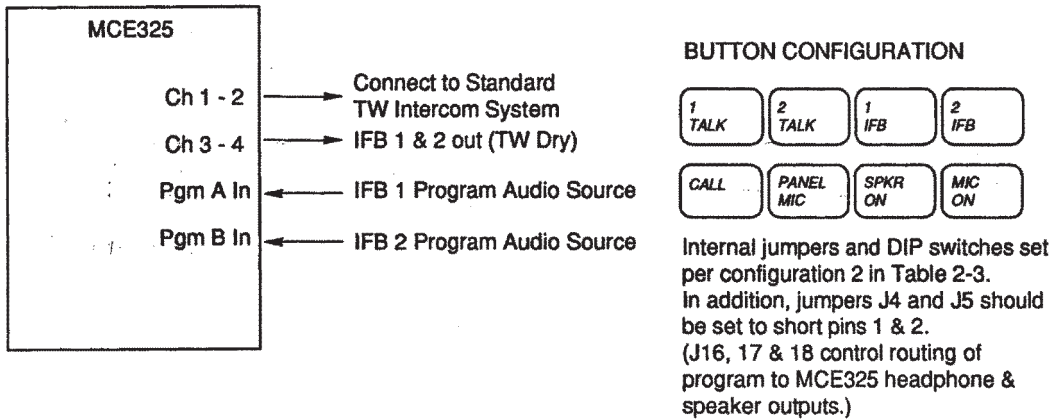 MCE325
Ch 1 - 2
Connect to Standard
TW Intercom System
Ch 3 - 4
IFB 1 & 2 out (TW Dry)
Pgm A In
IFB 1 Program Audio Source
Pgm B In
IFB 2 Program Audio Source
BUTTON CONFIGURATION
1
TALK
2
TALK
1
IFB
2
IFB
CALL
PANEL
MIC
SPKR
ON
MIC
ON
Internal jumpers and DIP switches set
per configuration 2 in Table 2-3.
In addition, jumpers J4 and J5 should
be set to short pins 1 & 2.
(J16, 17 & 18 control routing of
program to MCE325 headphone &
speaker outputs.)